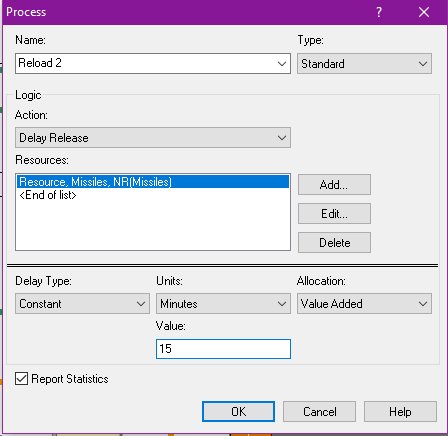 Process
?
Name:
Type:
Reload 2
Standard
Logic
Action:
Delay Release
Resources:
Resource, Missiles, NR(Missiles)
<End of list>
Add...
Edit...
Delete
Delay Type:
Units:
Allocation:
Constant
Minutes
Value Added
Value:
15
Report Statistics
OK
Cancel
Help